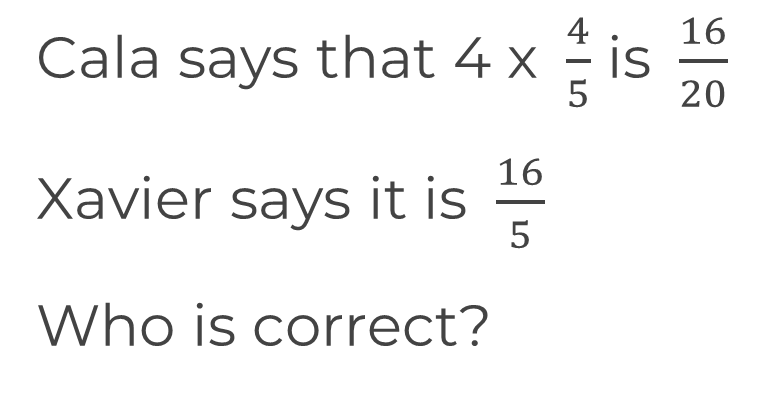 Cala says that 4 x 4/5 is 16/20
Xavier says it is 16/5
Who is correct?